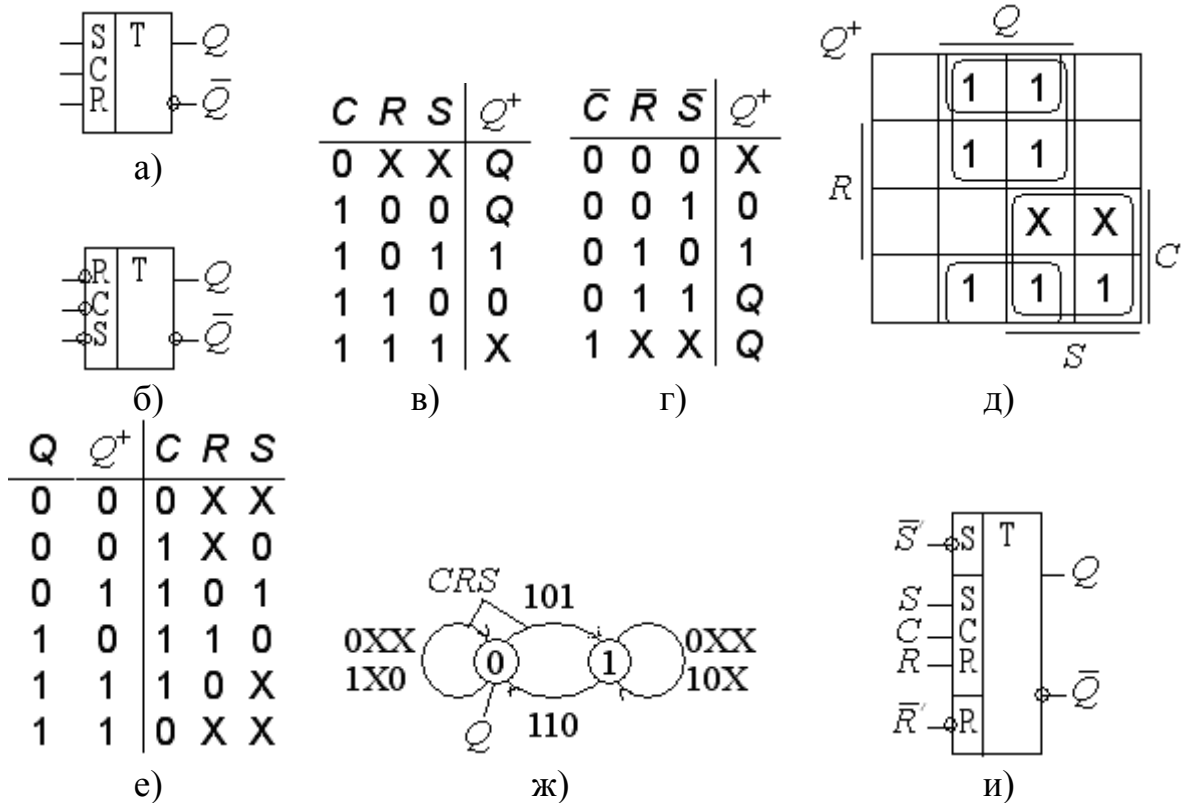 S T Q
C
R Q̅
а)
R T Q
C
S Q̅
б)
C R S Q⁺
0 X X Q
1 0 0 Q
1 0 1 1
1 1 0 0
1 1 1 X
в)
C̅ R̅ S̅ Q⁺
0 0 0 X
0 0 1 0
0 1 0 1
0 1 1 Q
1 X X Q
г)
Q⁺ Q
1 1
1 1
R
X X
C
1 1 1
S
д)
Q Q⁺ C R S
0 0 0 X X
0 0 1 X 0
0 1 1 0 1
1 0 1 1 0
1 1 1 0 X
1 1 0 X X
е)
CRS 101
0XX 0XX
0 1
1X0 10X
Q 110
ж)
S̅′ S T
Q
S S
C C
R R
Q̅
R̅′ R
и)